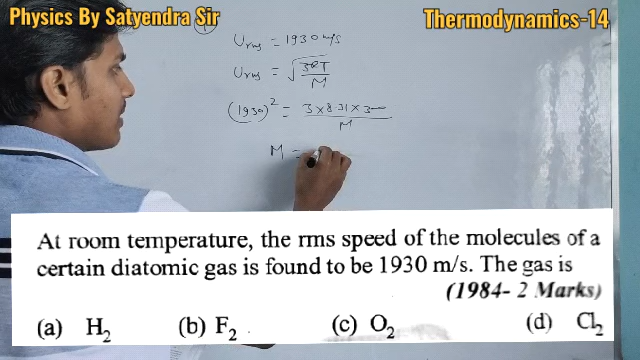 Physics By Satyendra Sir
Thermodynamics-14
1
Urms = 1930 m/s
Urms = √3RT/M
(1930)² = 3×8.31×300/M
M =
At room temperature, the rms speed of the molecules of a
certain diatomic gas is found to be 1930 m/s. The gas is
(1984- 2 Marks)
(a) H₂ (b) F₂ . (c) O₂ (d) Cl₂